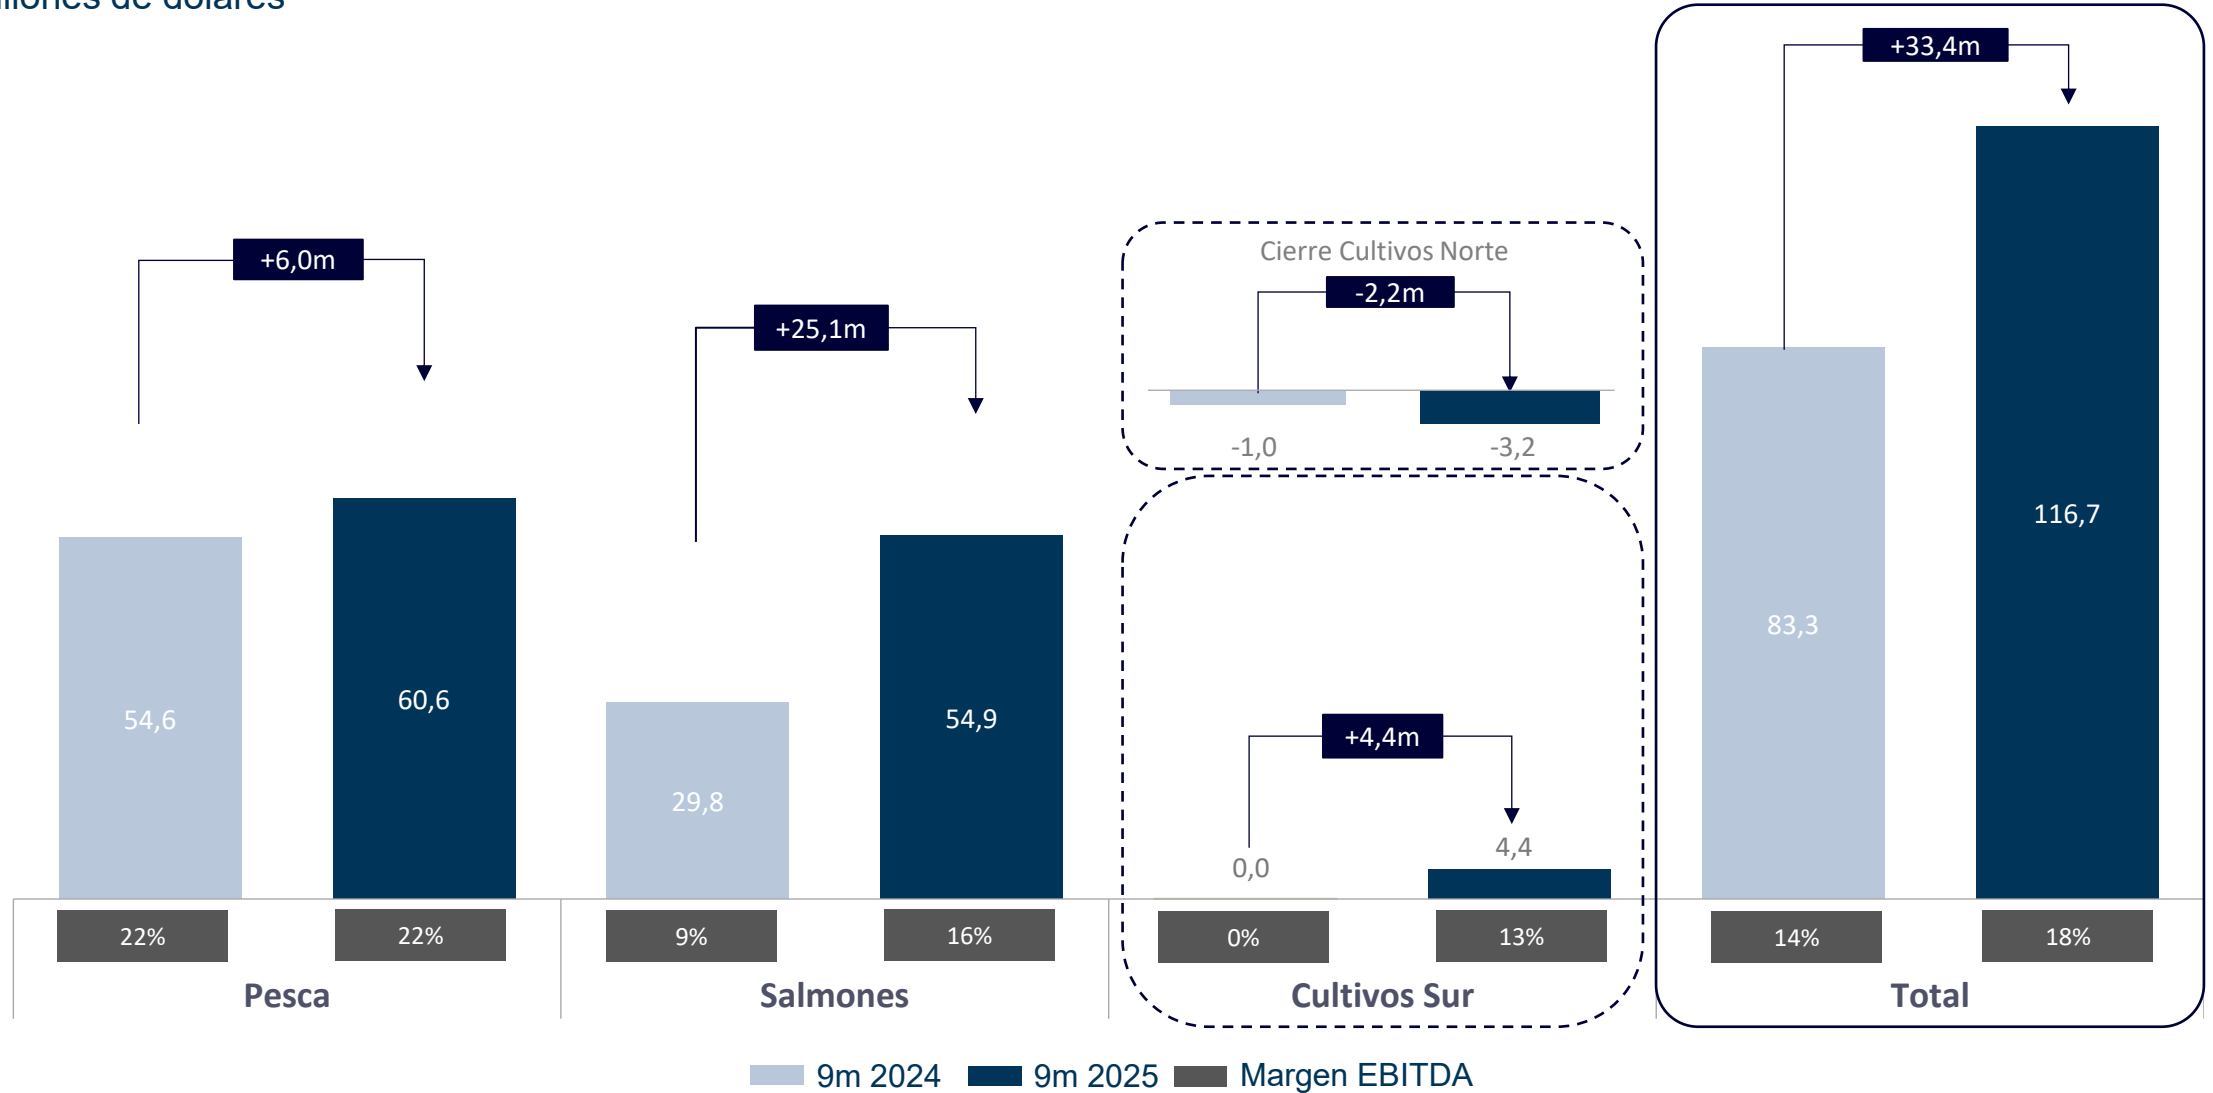 de dólares
+33,4m
+6,0m
Cierre Cultivos Norte
-2,2m
+25,1m
-1,0
-3,2
116,7
83,3
54,6
60,6
29,8
54,9
+4,4m
0,0
4,4
22%
22%
9%
16%
0%
13%
14%
18%
Pesca
Salmones
Cultivos Sur
Total
9m 2024
9m 2025
Margen EBITDA